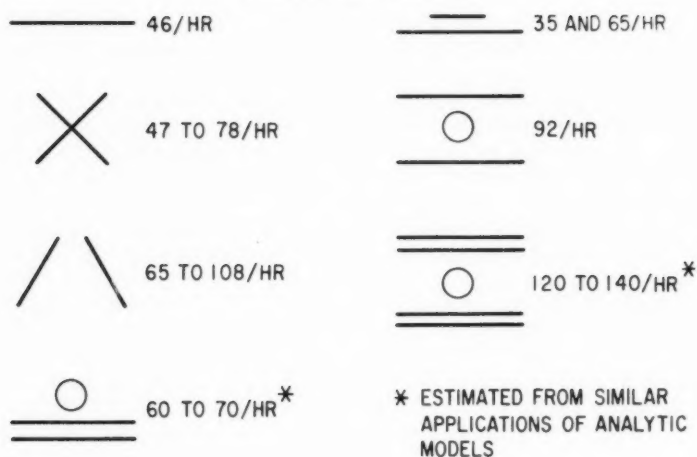 46/HR
35 AND 65/HR
47 TO 78/HR
92/HR
65 TO 108/HR
120 TO 140/HR*
60 TO 70/HR*
* ESTIMATED FROM SIMILAR
APPLICATIONS OF ANALYTIC
MODELS